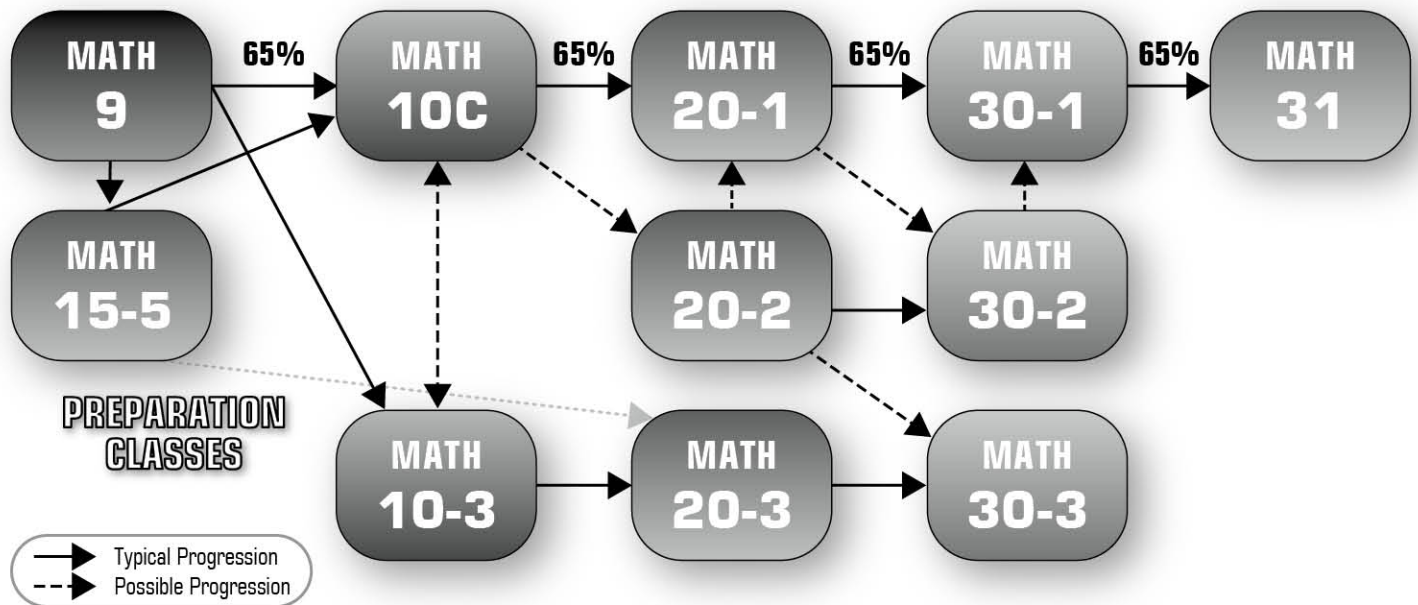 MATH
9
65%
MATH
10C
65%
MATH
20-1
65%
MATH
30-1
65%
MATH
31
MATH
15-5
MATH
20-2
MATH
30-2
PREPARATION
CLASSES
MATH
10-3
MATH
20-3
MATH
30-3
Typical Progression
Possible Progression